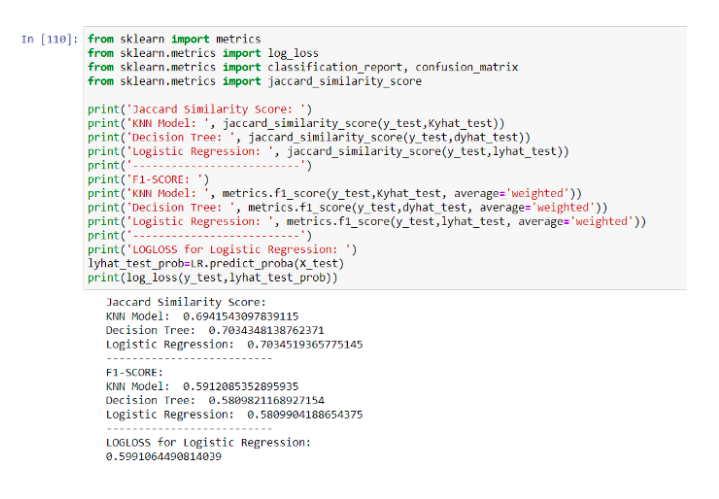 In [110]: from sklearn import metrics
from sklearn.metrics import log_loss
from sklearn.metrics import classification_report, confusion_matrix
from sklearn.metrics import jaccard_similarity_score
print('Jaccard Similarity Score: ')
print('KNN Model: ', jaccard_similarity_score(y_test,Kyhat_test))
print('Decision Tree: ', jaccard_similarity_score(y_test,dyhat_test))
print('Logistic Regression: ', jaccard_similarity_score(y_test,lyhat_test))
print('--------------------------')
print('F1-SCORE: ')
print('KNN Model: ', metrics.f1_score(y_test,Kyhat_test, average='weighted'))
print('Decision Tree: ', metrics.f1_score(y_test,dyhat_test, average='weighted'))
print('Logistic Regression: ', metrics.f1_score(y_test,lyhat_test, average='weighted'))
print('--------------------------')
print('LOGLOSS for Logistic Regression: ')
lyhat_test_prob=LR.predict_proba(X_test)
print(log_loss(y_test,lyhat_test_prob))
Jaccard Similarity Score:
KNN Model:  0.6941543097839115
Decision Tree:  0.7034348138762371
Logistic Regression:  0.7034519365775145
--------------------------
F1-SCORE:
KNN Model:  0.5912085352895935
Decision Tree:  0.5809821168927154
Logistic Regression:  0.5809904188654375
--------------------------
LOGLOSS for Logistic Regression:
0.5991064490814039